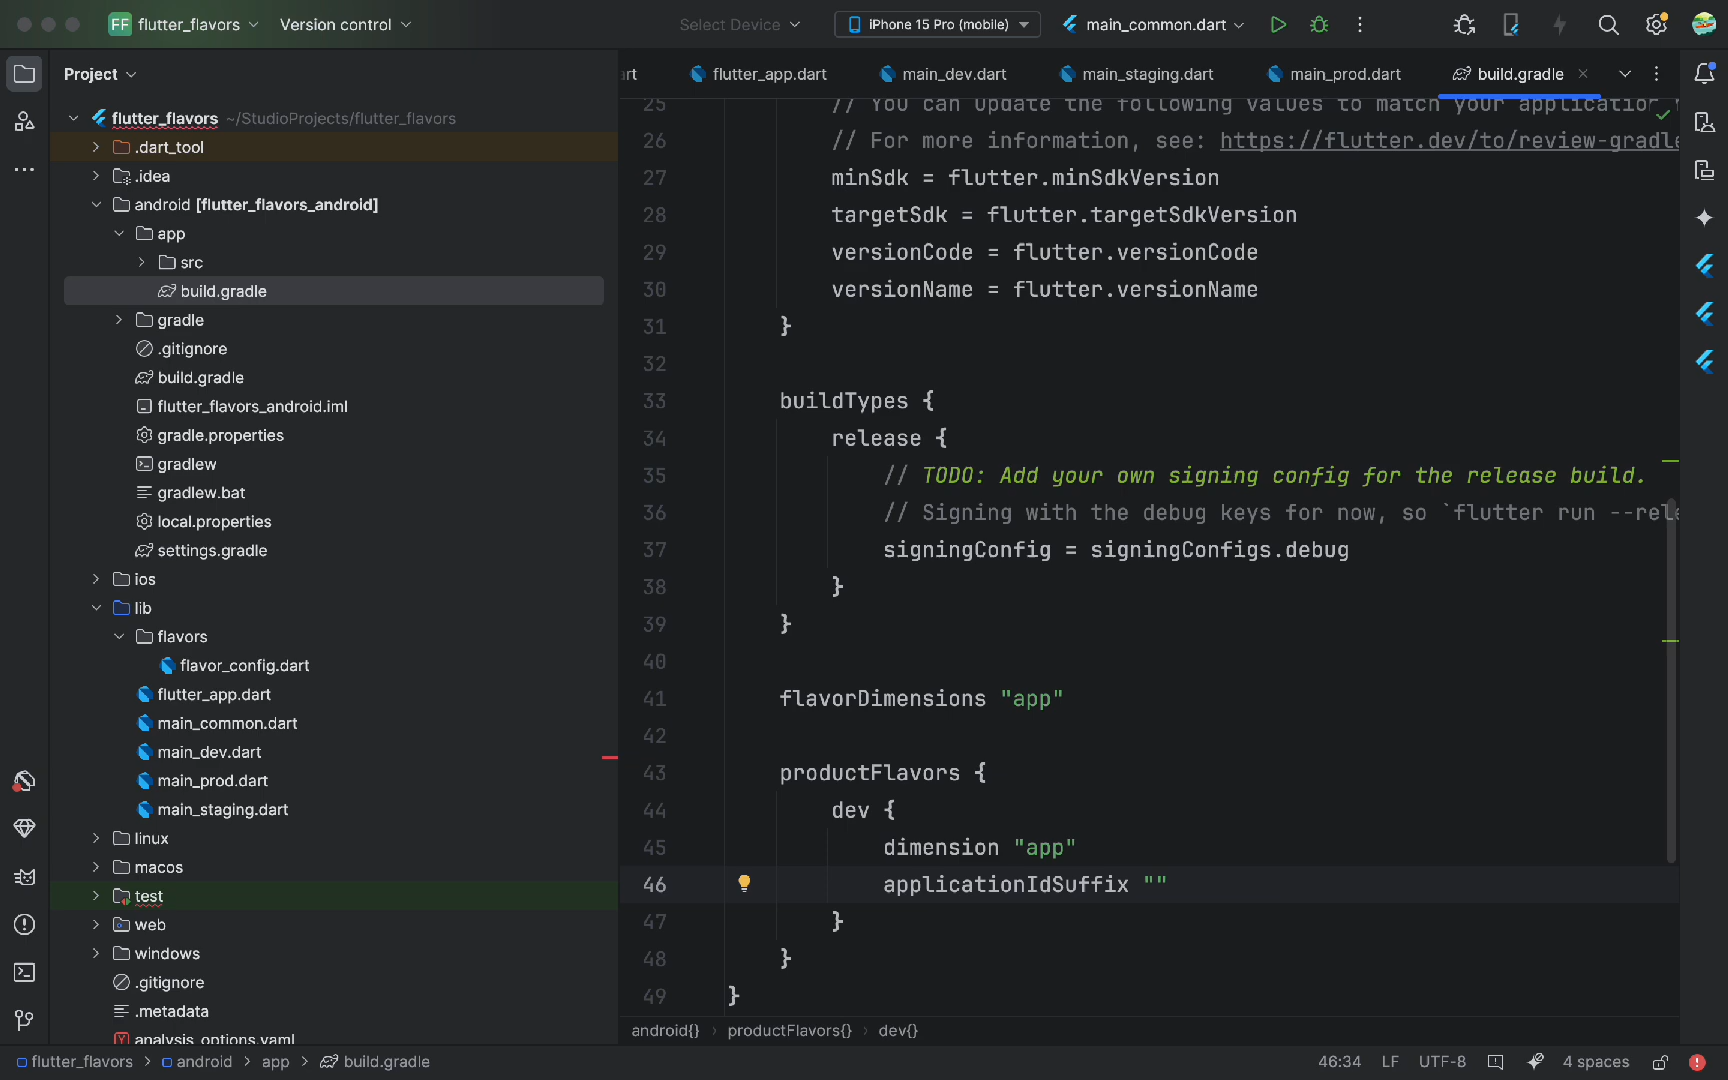 FF flutter_flavors Version control Select Device iPhone 15 Pro (mobile) main_common.dart
Project
flutter_flavors ~/StudioProjects/flutter_flavors
.dart_tool
.idea
android [flutter_flavors_android]
app
src
build.gradle
gradle
.gitignore
build.gradle
flutter_flavors_android.iml
gradle.properties
gradlew
gradlew.bat
local.properties
settings.gradle
ios
lib
flavors
flavor_config.dart
flutter_app.dart
main_common.dart
main_dev.dart
main_prod.dart
main_staging.dart
linux
macos
test
web
windows
.gitignore
.metadata
analysis_options.yaml
rt flutter_app.dart main_dev.dart main_staging.dart main_prod.dart build.gradle
25 // You can update the following values to match your application
26 // For more information, see: https://flutter.dev/to/review-gradle
27 minSdk = flutter.minSdkVersion
28 targetSdk = flutter.targetSdkVersion
29 versionCode = flutter.versionCode
30 versionName = flutter.versionName
31 }
32
33 buildTypes {
34 release {
35 // TODO: Add your own signing config for the release build.
36 // Signing with the debug keys for now, so `flutter run --rele
37 signingConfig = signingConfigs.debug
38 }
39 }
40
41 flavorDimensions "app"
42
43 productFlavors {
44 dev {
45 dimension "app"
46 applicationIdSuffix ""
47 }
48 }
49 }
android{} › productFlavors{} › dev{}
flutter_flavors > android > app > build.gradle 46:34 LF UTF-8 4 spaces